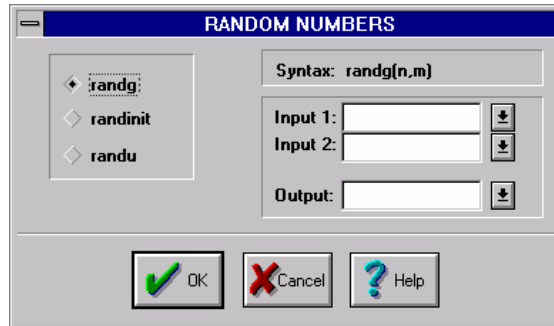 RANDOM NUMBERS
randg
randinit
randu
Syntax: randg(n,m)
Input 1:
Input 2:
Output:
OK
Cancel
Help